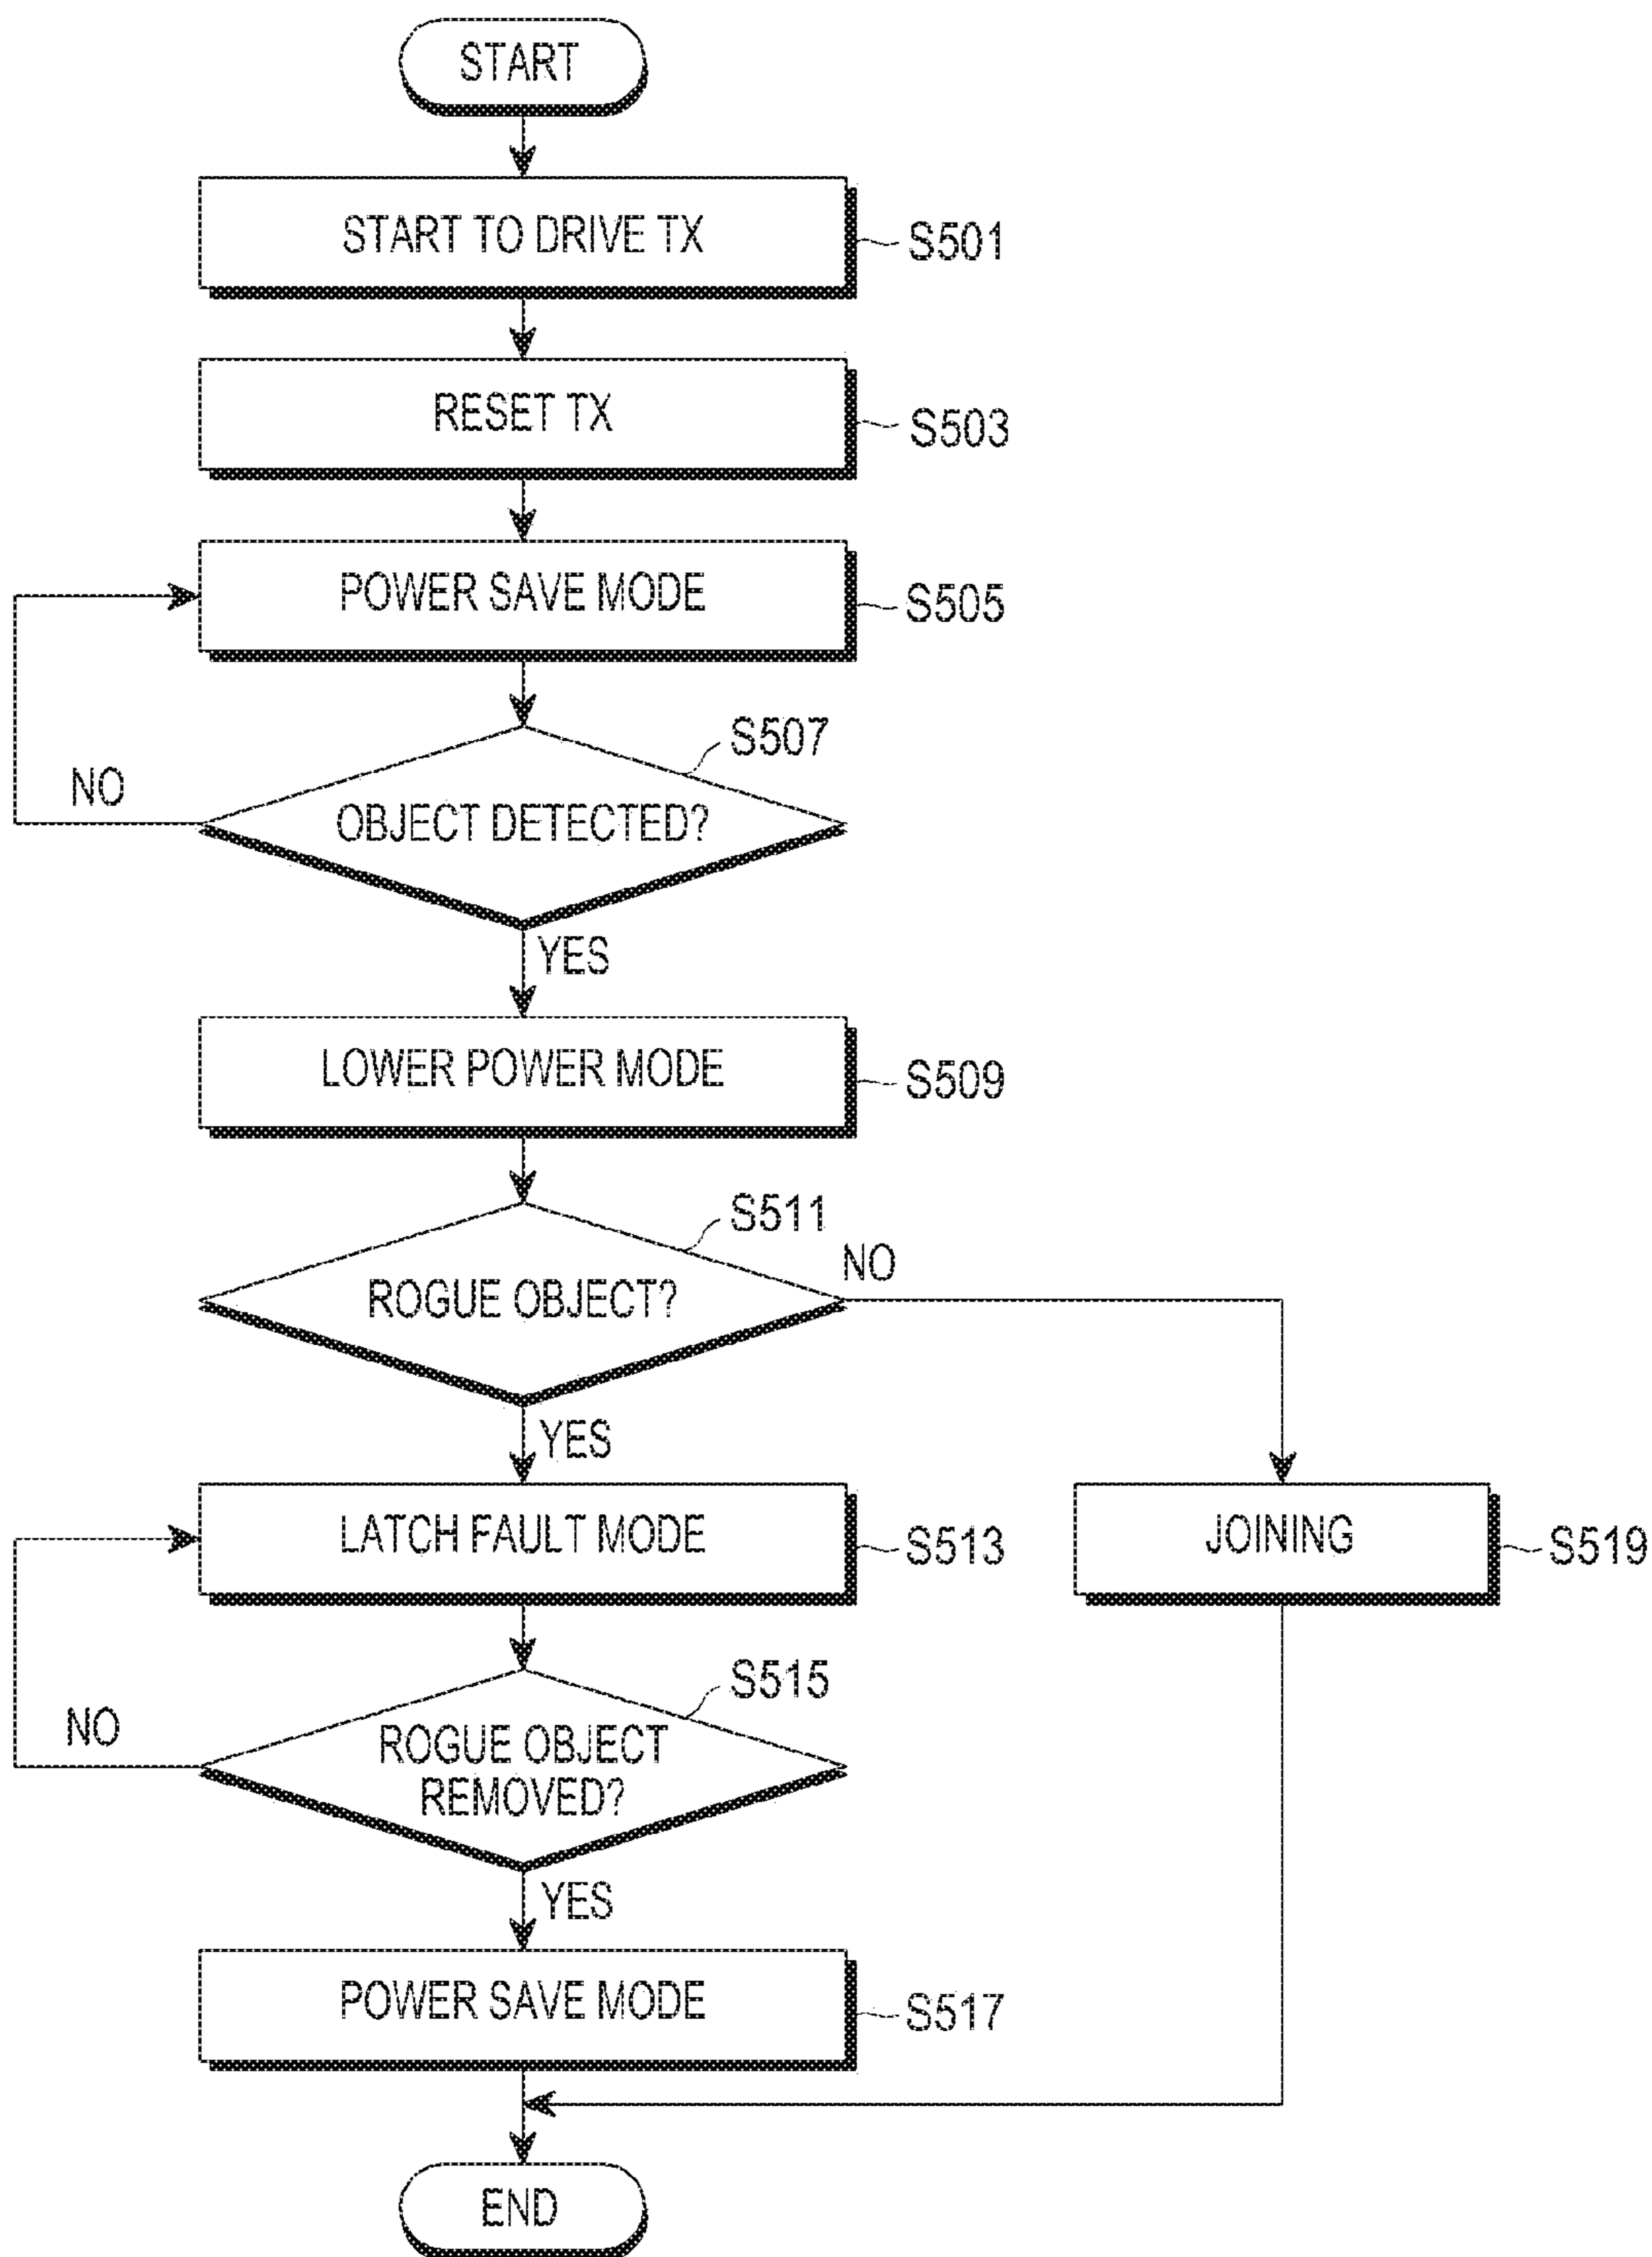 START
START TO DRIVE TX
S501
RESET TX
S503
POWER SAVE MODE
S505
S507
NO
OBJECT DETECTED?
YES
LOWER POWER MODE
S509
S511
NO
ROGUE OBJECT?
YES
LATCH FAULT MODE
S513
JOINING
S519
S515
NO
ROGUE OBJECT
REMOVED?
YES
POWER SAVE MODE
S517
END